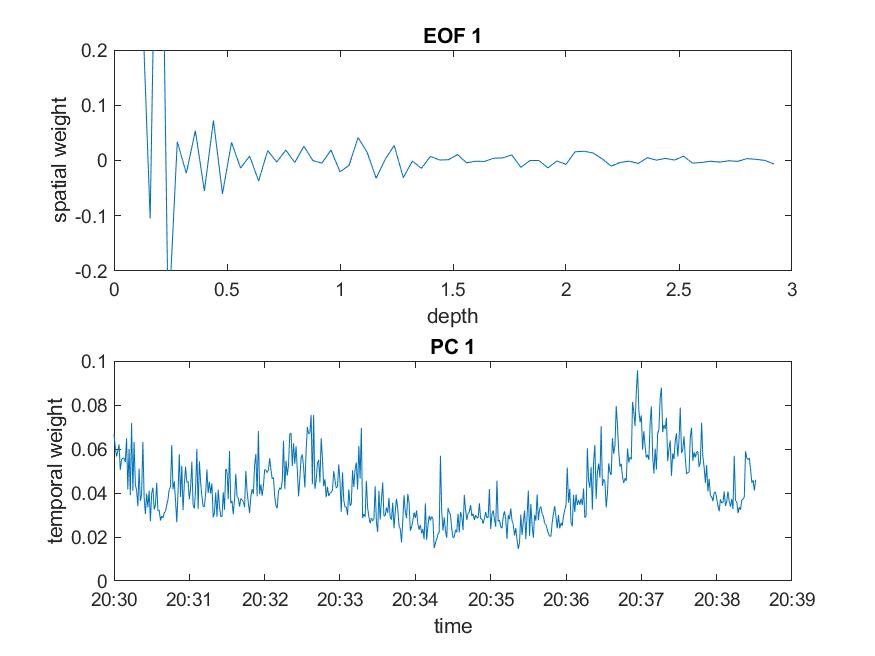 EOF 1
0.2
0.1
0
-0.1
-0.2
spatial weight
0 0.5 1 1.5 2 2.5 3
depth
PC 1
0.1
0.08
0.06
0.04
0.02
0
temporal weight
20:30 20:31 20:32 20:33 20:34 20:35 20:36 20:37 20:38 20:39
time